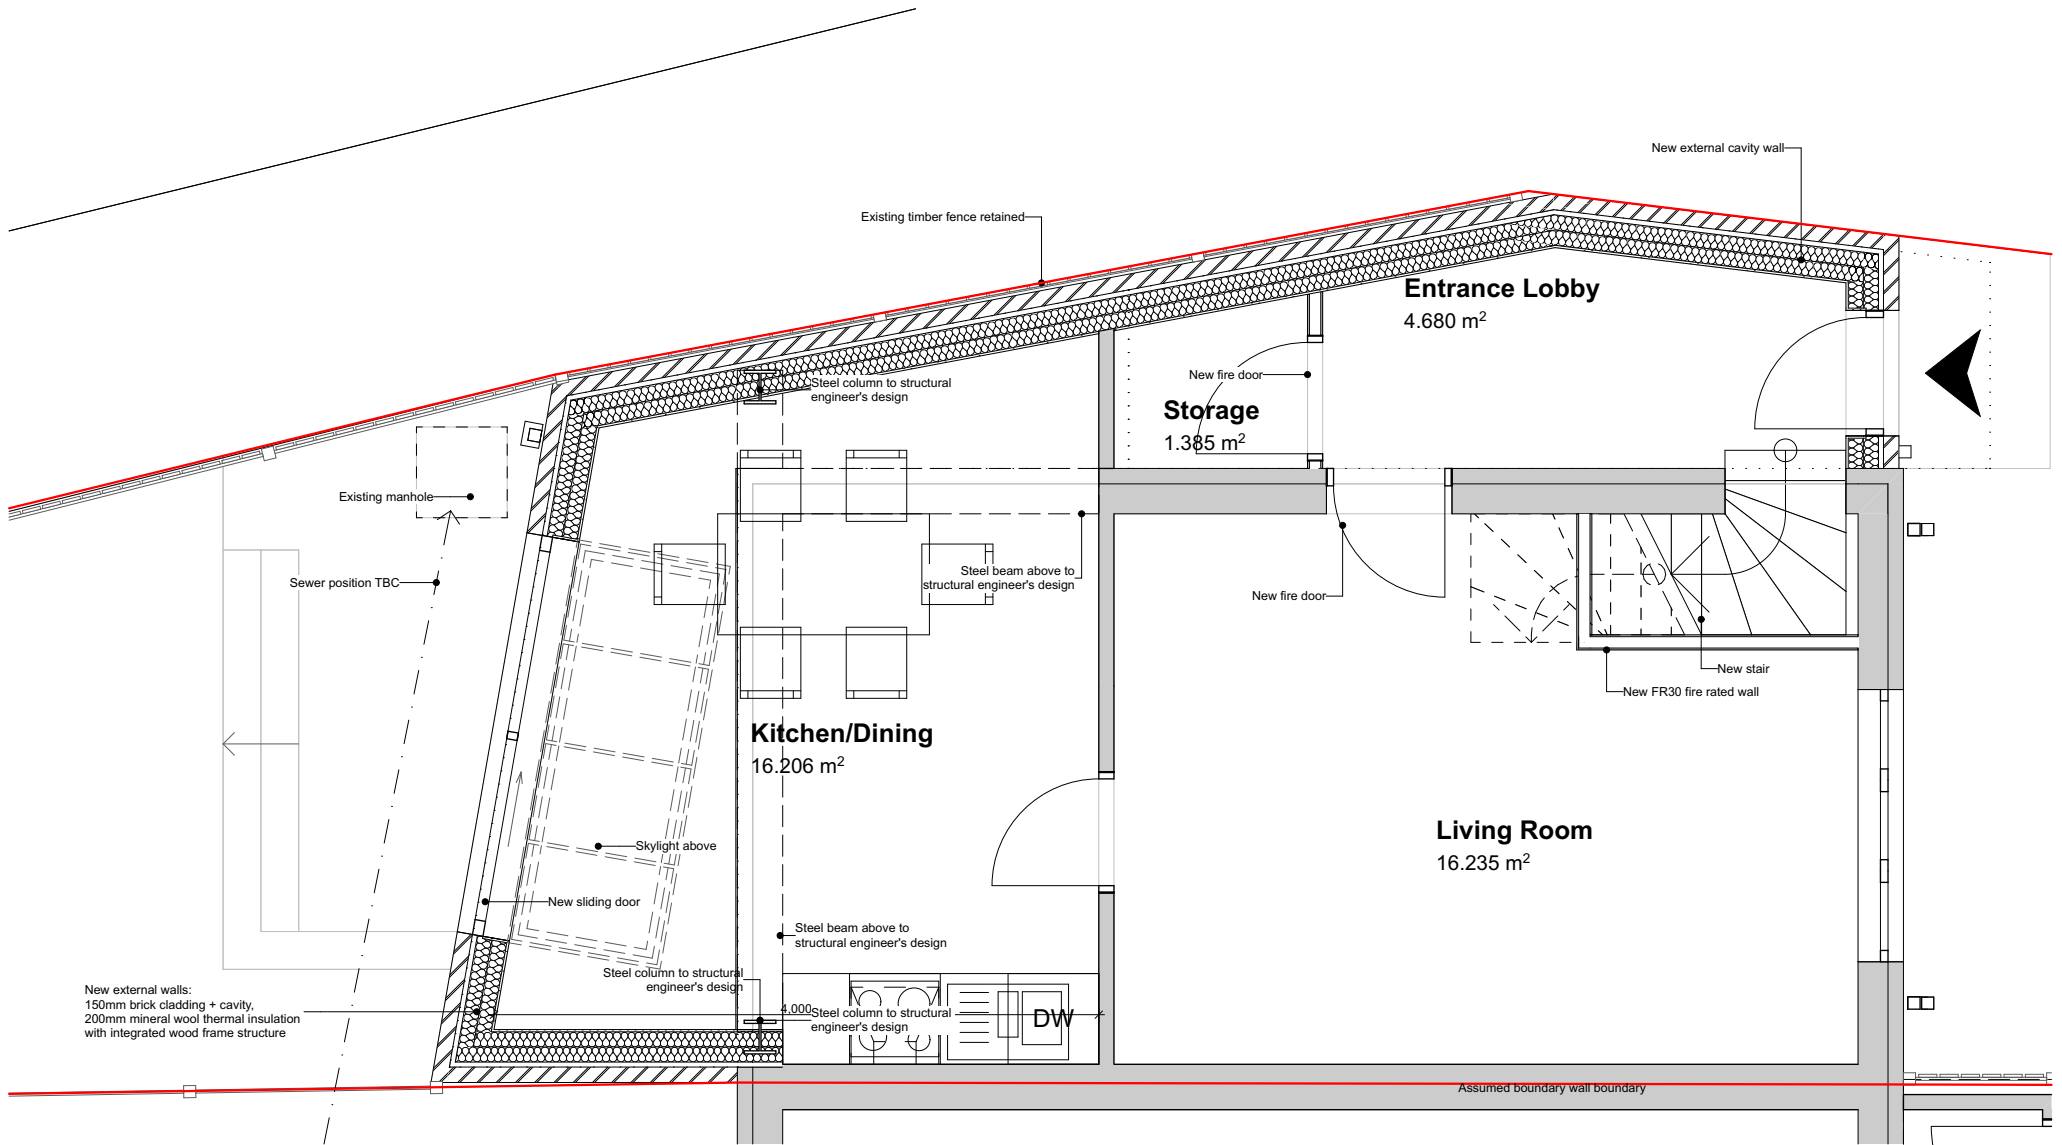 New external cavity wall
Existing timber fence retained
Entrance Lobby
4.680 m²
New fire door
Steel column to structural
engineer's design
Storage
1.385 m²
Existing manhole
Sewer position TBC
Steel beam above to
structural engineer's design
New fire door
New stair
New FR30 fire rated wall
Kitchen/Dining
16.206 m²
Living Room
16.235 m²
Skylight above
New sliding door
Steel beam above to
structural engineer's design
Steel column to structural
engineer's design
New external walls:
150mm brick cladding + cavity,
200mm mineral wool thermal insulation
with integrated wood frame structure
4,000
Steel column to structural
engineer's design
DW
Assumed boundary wall boundary